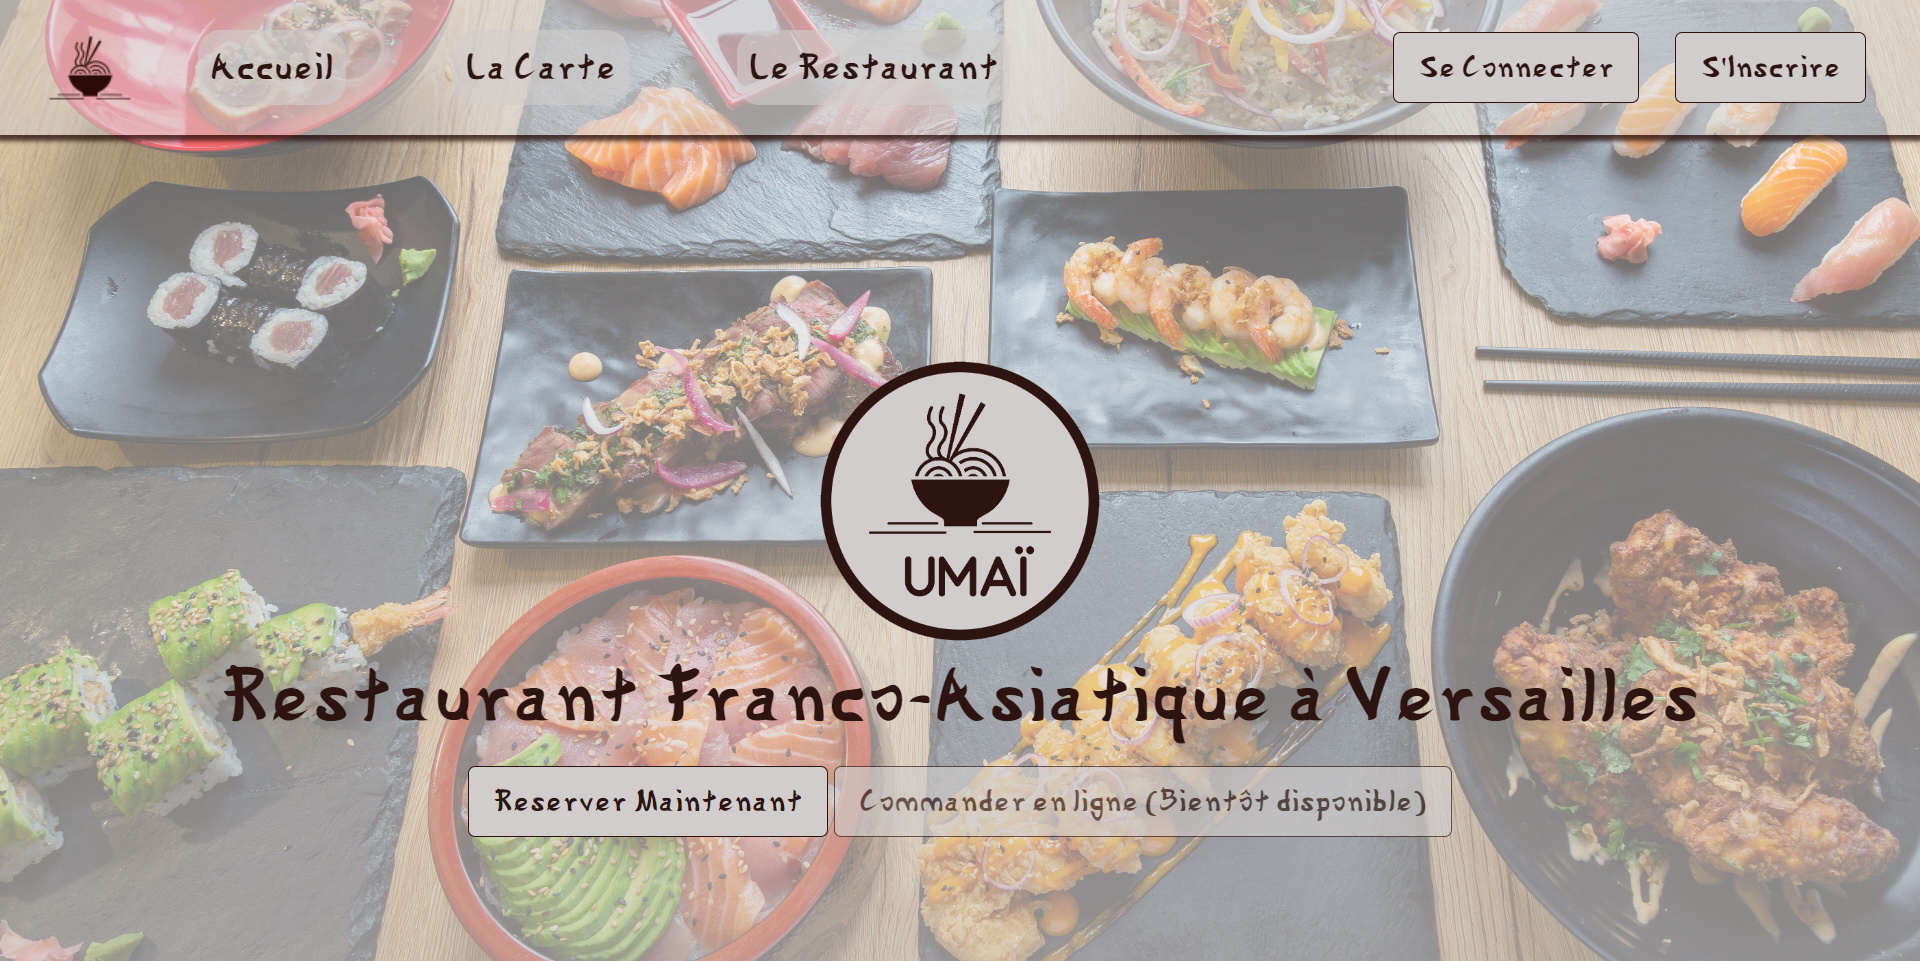 Accueil
La Carte
Le Restaurant
Se Connecter
S'Inscrire
UMAÏ
Restaurant Franco-Asiatique à Versailles
Reserver Maintenant
Commander en ligne (Bientôt disponible)